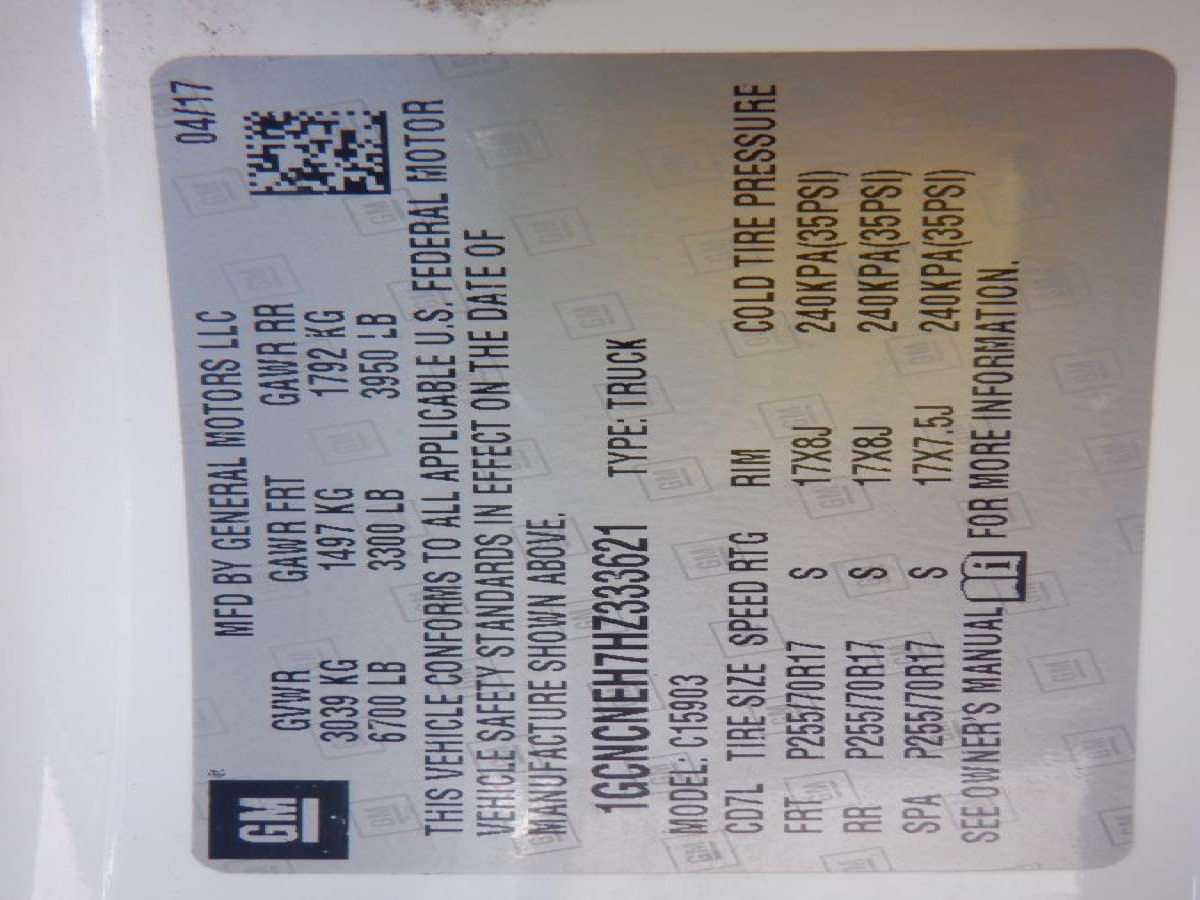 GM®
MFD BY GENERAL MOTORS LLC 04/17
GVWR GAWR FRT GAWR RR
3039 KG 1497 KG 1792 KG
6700 LB 3300 LB 3950 LB
THIS VEHICLE CONFORMS TO ALL APPLICABLE U.S. FEDERAL MOTOR
VEHICLE SAFETY STANDARDS IN EFFECT ON THE DATE OF
MANUFACTURE SHOWN ABOVE.
1GCNCNEH7HZ333621 TYPE: TRUCK
MODEL: C15903
CD7L TIRE SIZE SPEED RTG RIM COLD TIRE PRESSURE
FRT P255/70R17 S 17X8J 240KPA(35PSI)
RR P255/70R17 S 17X8J 240KPA(35PSI)
SPA P255/70R17 S 17X7.5J 240KPA(35PSI)
SEE OWNER'S MANUAL i FOR MORE INFORMATION.